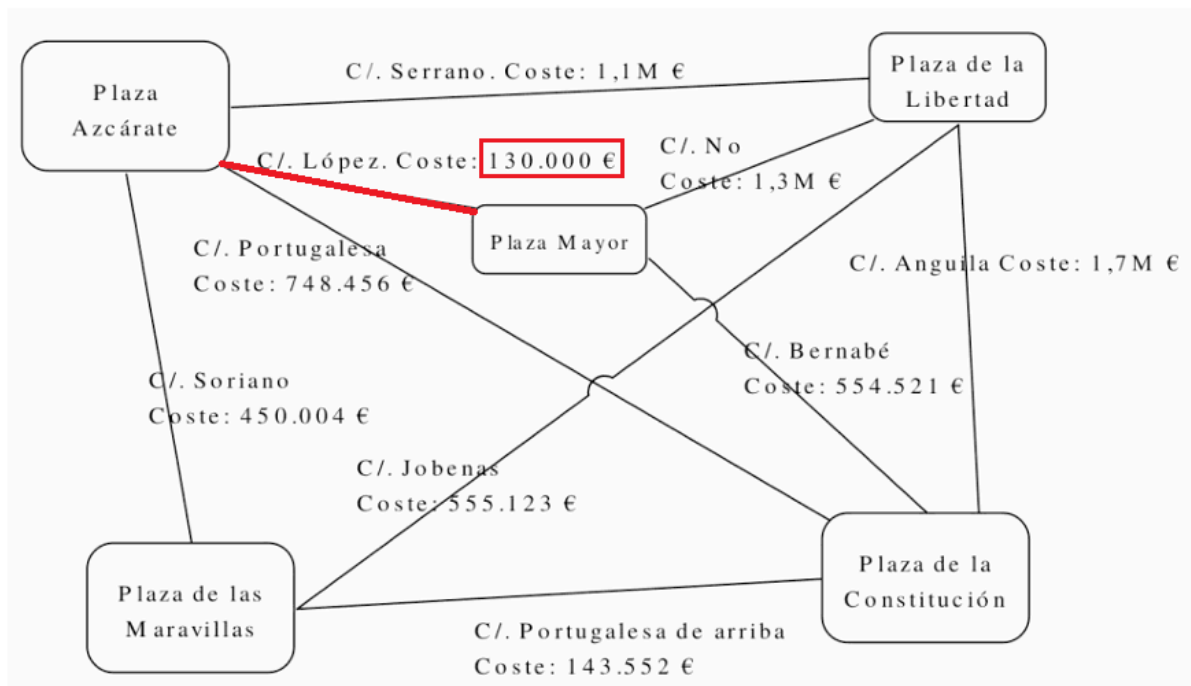 Plaza
Azcárate
C/. Serrano. Coste: 1,1M €
Plaza de la
Libertad
C/. López. Coste: 130.000 €
C/. No
Coste: 1,3M €
Plaza Mayor
C/. Portugalesa
Coste: 748.456 €
C/. Anguila Coste: 1,7M €
C/. Bernabé
Coste: 554.521 €
C/. Soriano
Coste: 450.004 €
C/. Jobenas
Coste: 555.123 €
Plaza de la
Constitución
Plaza de las
Maravillas
C/. Portugalesa de arriba
Coste: 143.552 €